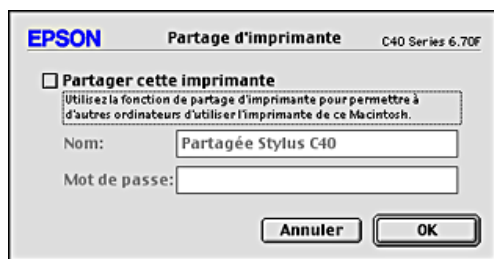 EPSON Partage d'imprimante C40 Series 6.70F
Partager cette imprimante
Utilisez la fonction de partage d'imprimante pour permettre à
d'autres ordinateurs d'utiliser l'imprimante de ce Macintosh.
Nom: Partagée Stylus C40
Mot de passe:
Annuler OK